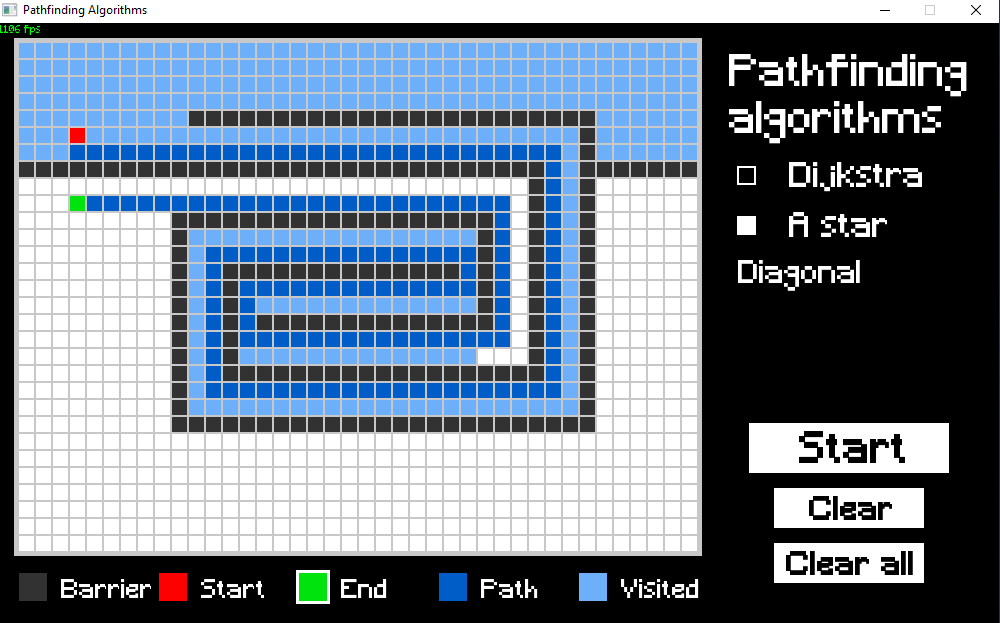 Pathfinding Algorithms
1106 fps
Pathfinding
algorithms
Dijkstra
A star
Diagonal
Start
Clear
Clear all
Barrier Start End Path Visited